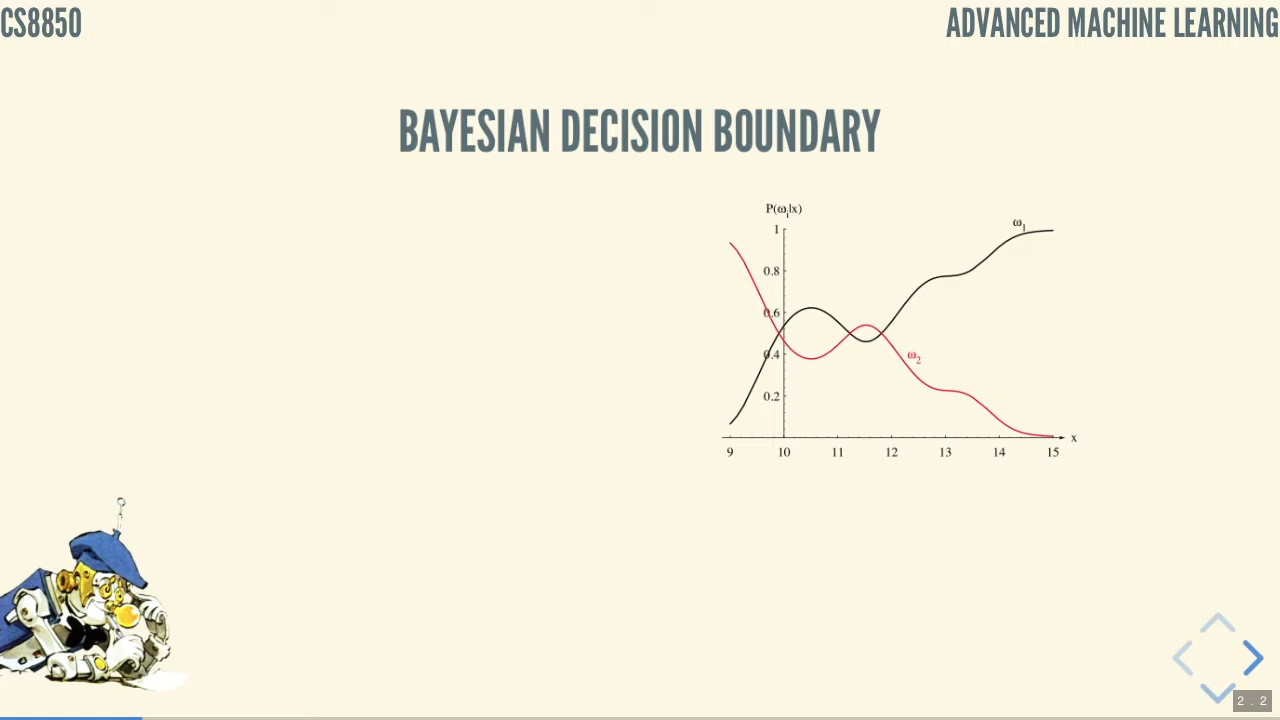 CS8850
ADVANCED MACHINE LEARNING
BAYESIAN DECISION BOUNDARY
P(ωi|x)
ω1
1
0.8
0.6
0.4
ω2
0.2
x
9 10 11 12 13 14 15
2 . 2